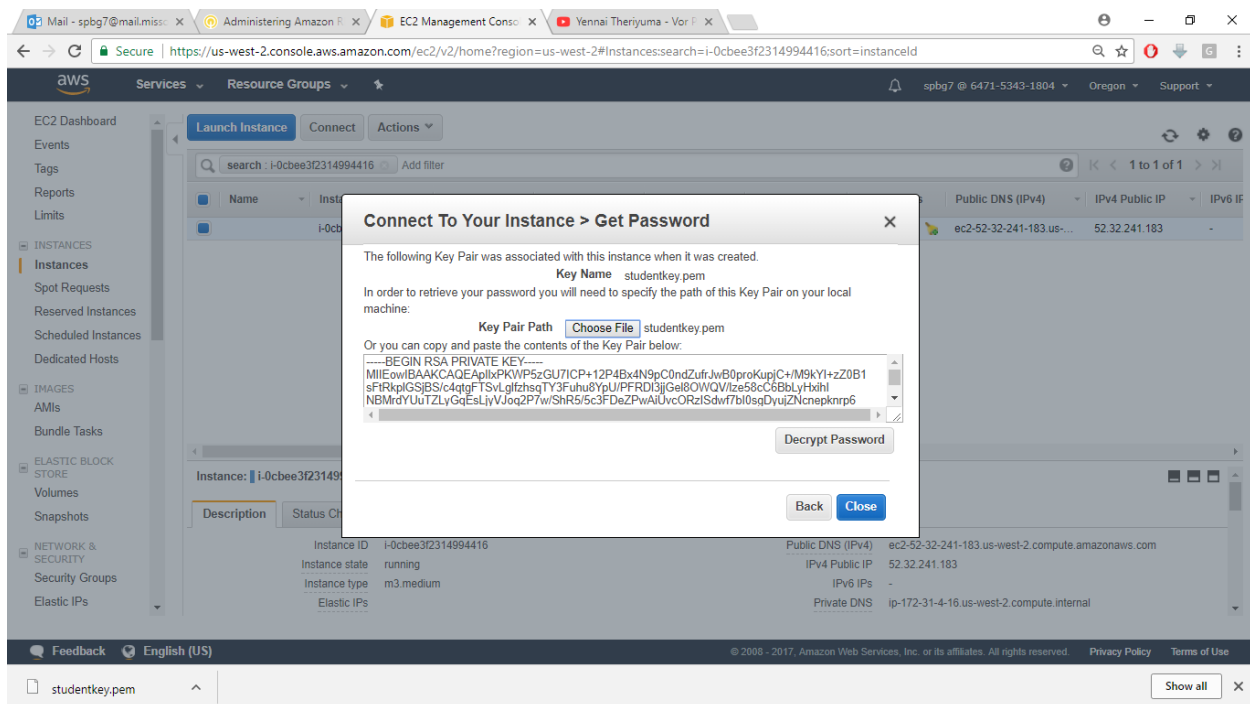 Mail - spbg7@mail.missc
Administering Amazon R
EC2 Management Conso
Yennai Theriyuma - Vor P
Secure
https://us-west-2.console.aws.amazon.com/ec2/v2/home?region=us-west-2#Instances:search=i-0cbee3f2314994416;sort=instanceId
aws
Services
Resource Groups
spbg7 @ 6471-5343-1804
Oregon
Support
EC2 Dashboard
Events
Tags
Reports
Limits
INSTANCES
Instances
Spot Requests
Reserved Instances
Scheduled Instances
Dedicated Hosts
IMAGES
AMIs
Bundle Tasks
ELASTIC BLOCK
STORE
Volumes
Snapshots
NETWORK &
SECURITY
Security Groups
Elastic IPs
Launch Instance
Connect
Actions
search : i-0cbee3f2314994416
Add filter
1 to 1 of 1
Name
Insta
Public DNS (IPv4)
IPv4 Public IP
IPv6 IP
i-0cb
ec2-52-32-241-183.us-...
52.32.241.183
-
Connect To Your Instance > Get Password
The following Key Pair was associated with this instance when it was created.
Key Name studentkey.pem
In order to retrieve your password you will need to specify the path of this Key Pair on your local
machine:
Key Pair Path Choose File studentkey.pem
Or you can copy and paste the contents of the Key Pair below:
-----BEGIN RSA PRIVATE KEY-----
Decrypt Password
Back
Close
Instance: i-0cbee3f23149
Description
Status Ch
Instance ID i-0cbee3f2314994416
Instance state running
Instance type m3.medium
Elastic IPs
Public DNS (IPv4) ec2-52-32-241-183.us-west-2.compute.amazonaws.com
IPv4 Public IP 52.32.241.183
IPv6 IPs -
Private DNS ip-172-31-4-16.us-west-2.compute.internal
Feedback
English (US)
© 2008 - 2017, Amazon Web Services, Inc. or its affiliates. All rights reserved.
Privacy Policy
Terms of Use
studentkey.pem
Show all